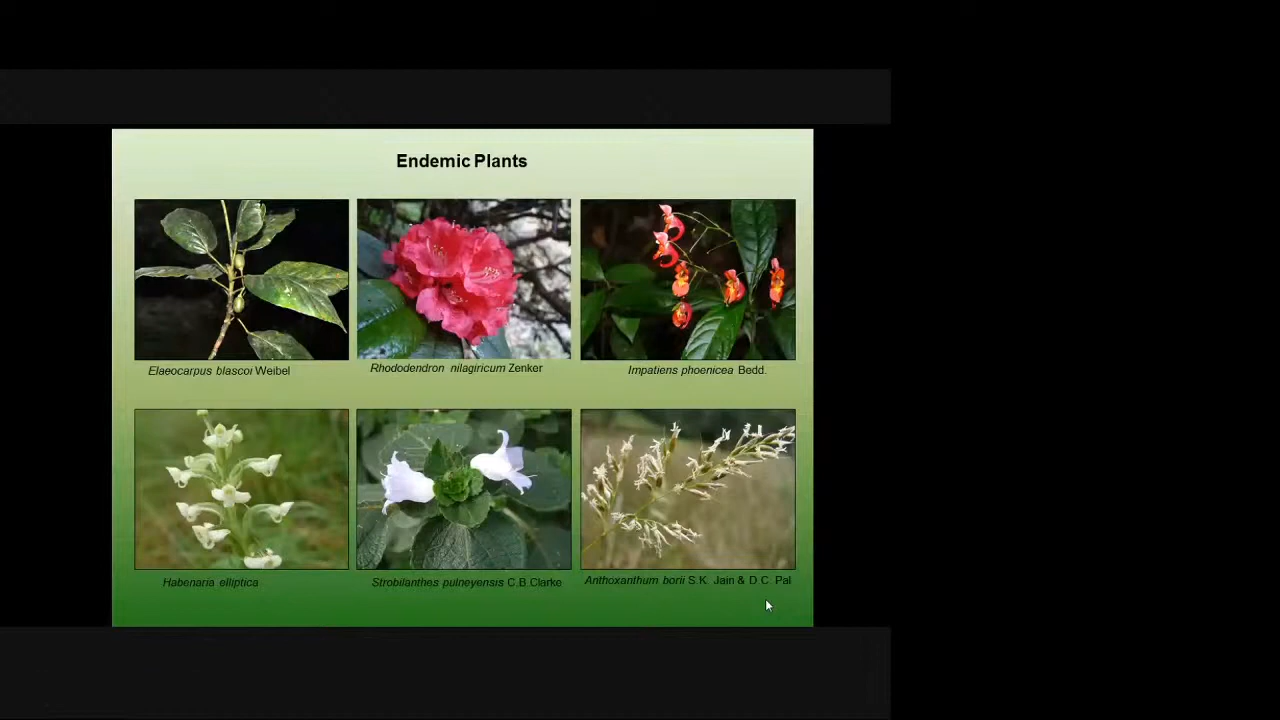 Endemic Plants
Elaeocarpus blascoi Weibel
Rhododendron nilagiricum Zenker
Impatiens phoenicea Bedd.
Habenaria elliptica
Strobilanthes pulneyensis C.B.Clarke
Anthoxanthum borii S.K. Jain & D.C. Pal